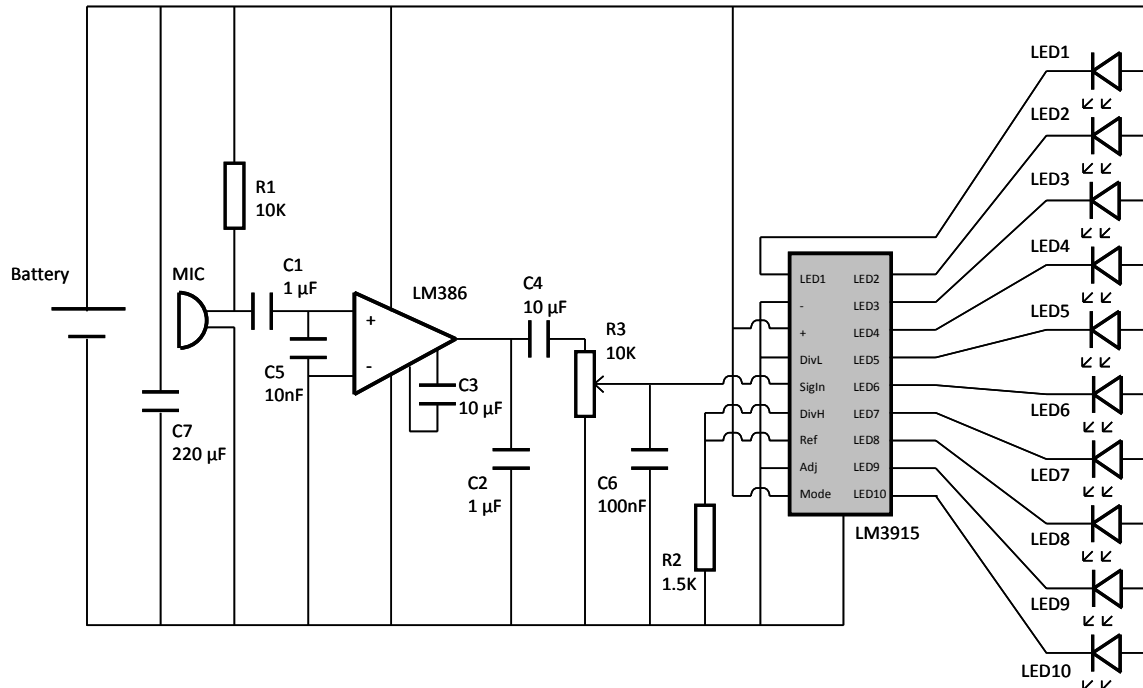 LED1
LED2
LED3
LED4
LED5
LED6
LED7
LED8
LED9
LED10
Battery
MIC
R1
10K
C1
1 µF
C5
10nF
C7
220 µF
LM386
+
-
C3
10 µF
C4
10 µF
C2
1 µF
R3
10K
C6
100nF
R2
1.5K
LED1 LED2
- LED3
+ LED4
DivL LED5
SigIn LED6
DivH LED7
Ref LED8
Adj LED9
Mode LED10
LM3915